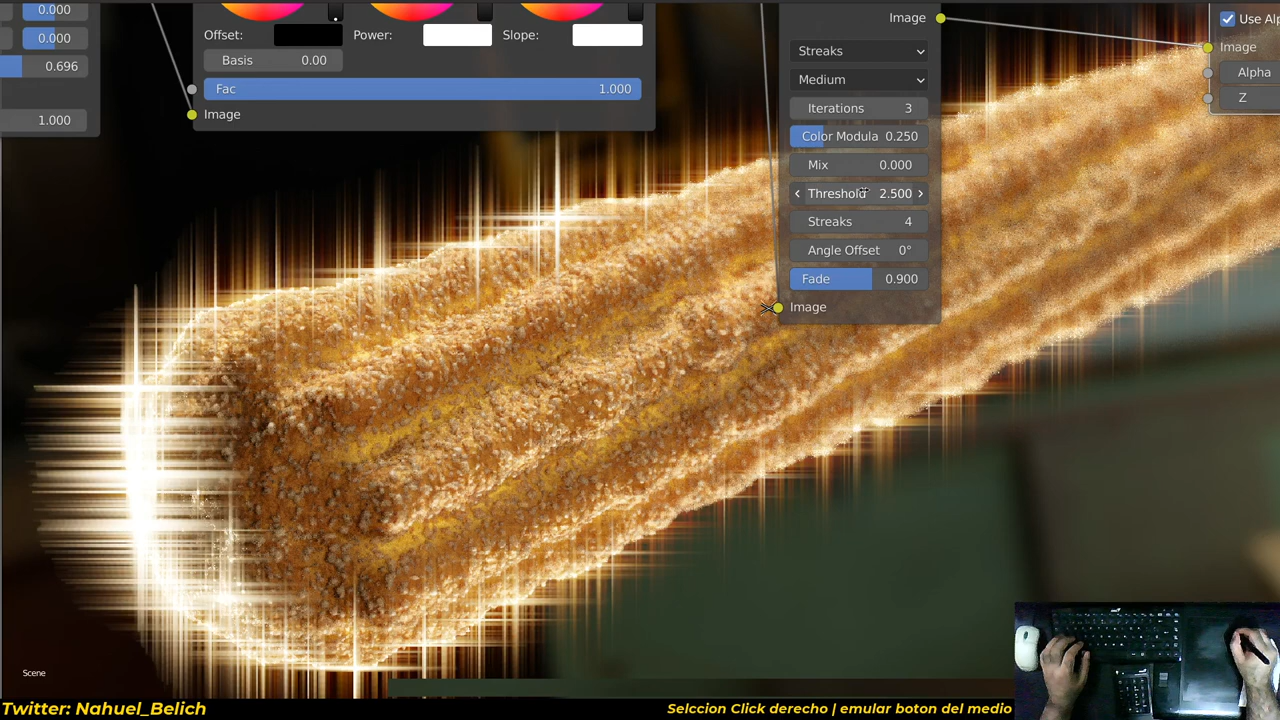 0.000
0.000
0.696
1.000
Offset:
Power:
Slope:
Basis 0.00
Fac 1.000
Image
Image
Streaks
Medium
Iterations 3
Color Modula 0.250
Mix 0.000
Threshold 2.500
Streaks 4
Angle Offset 0°
Fade 0.900
Image
Use Alp
Image
Alpha
Z
Scene
Twitter: Nahuel_Belich
Selccion Click derecho | emular boton del medio